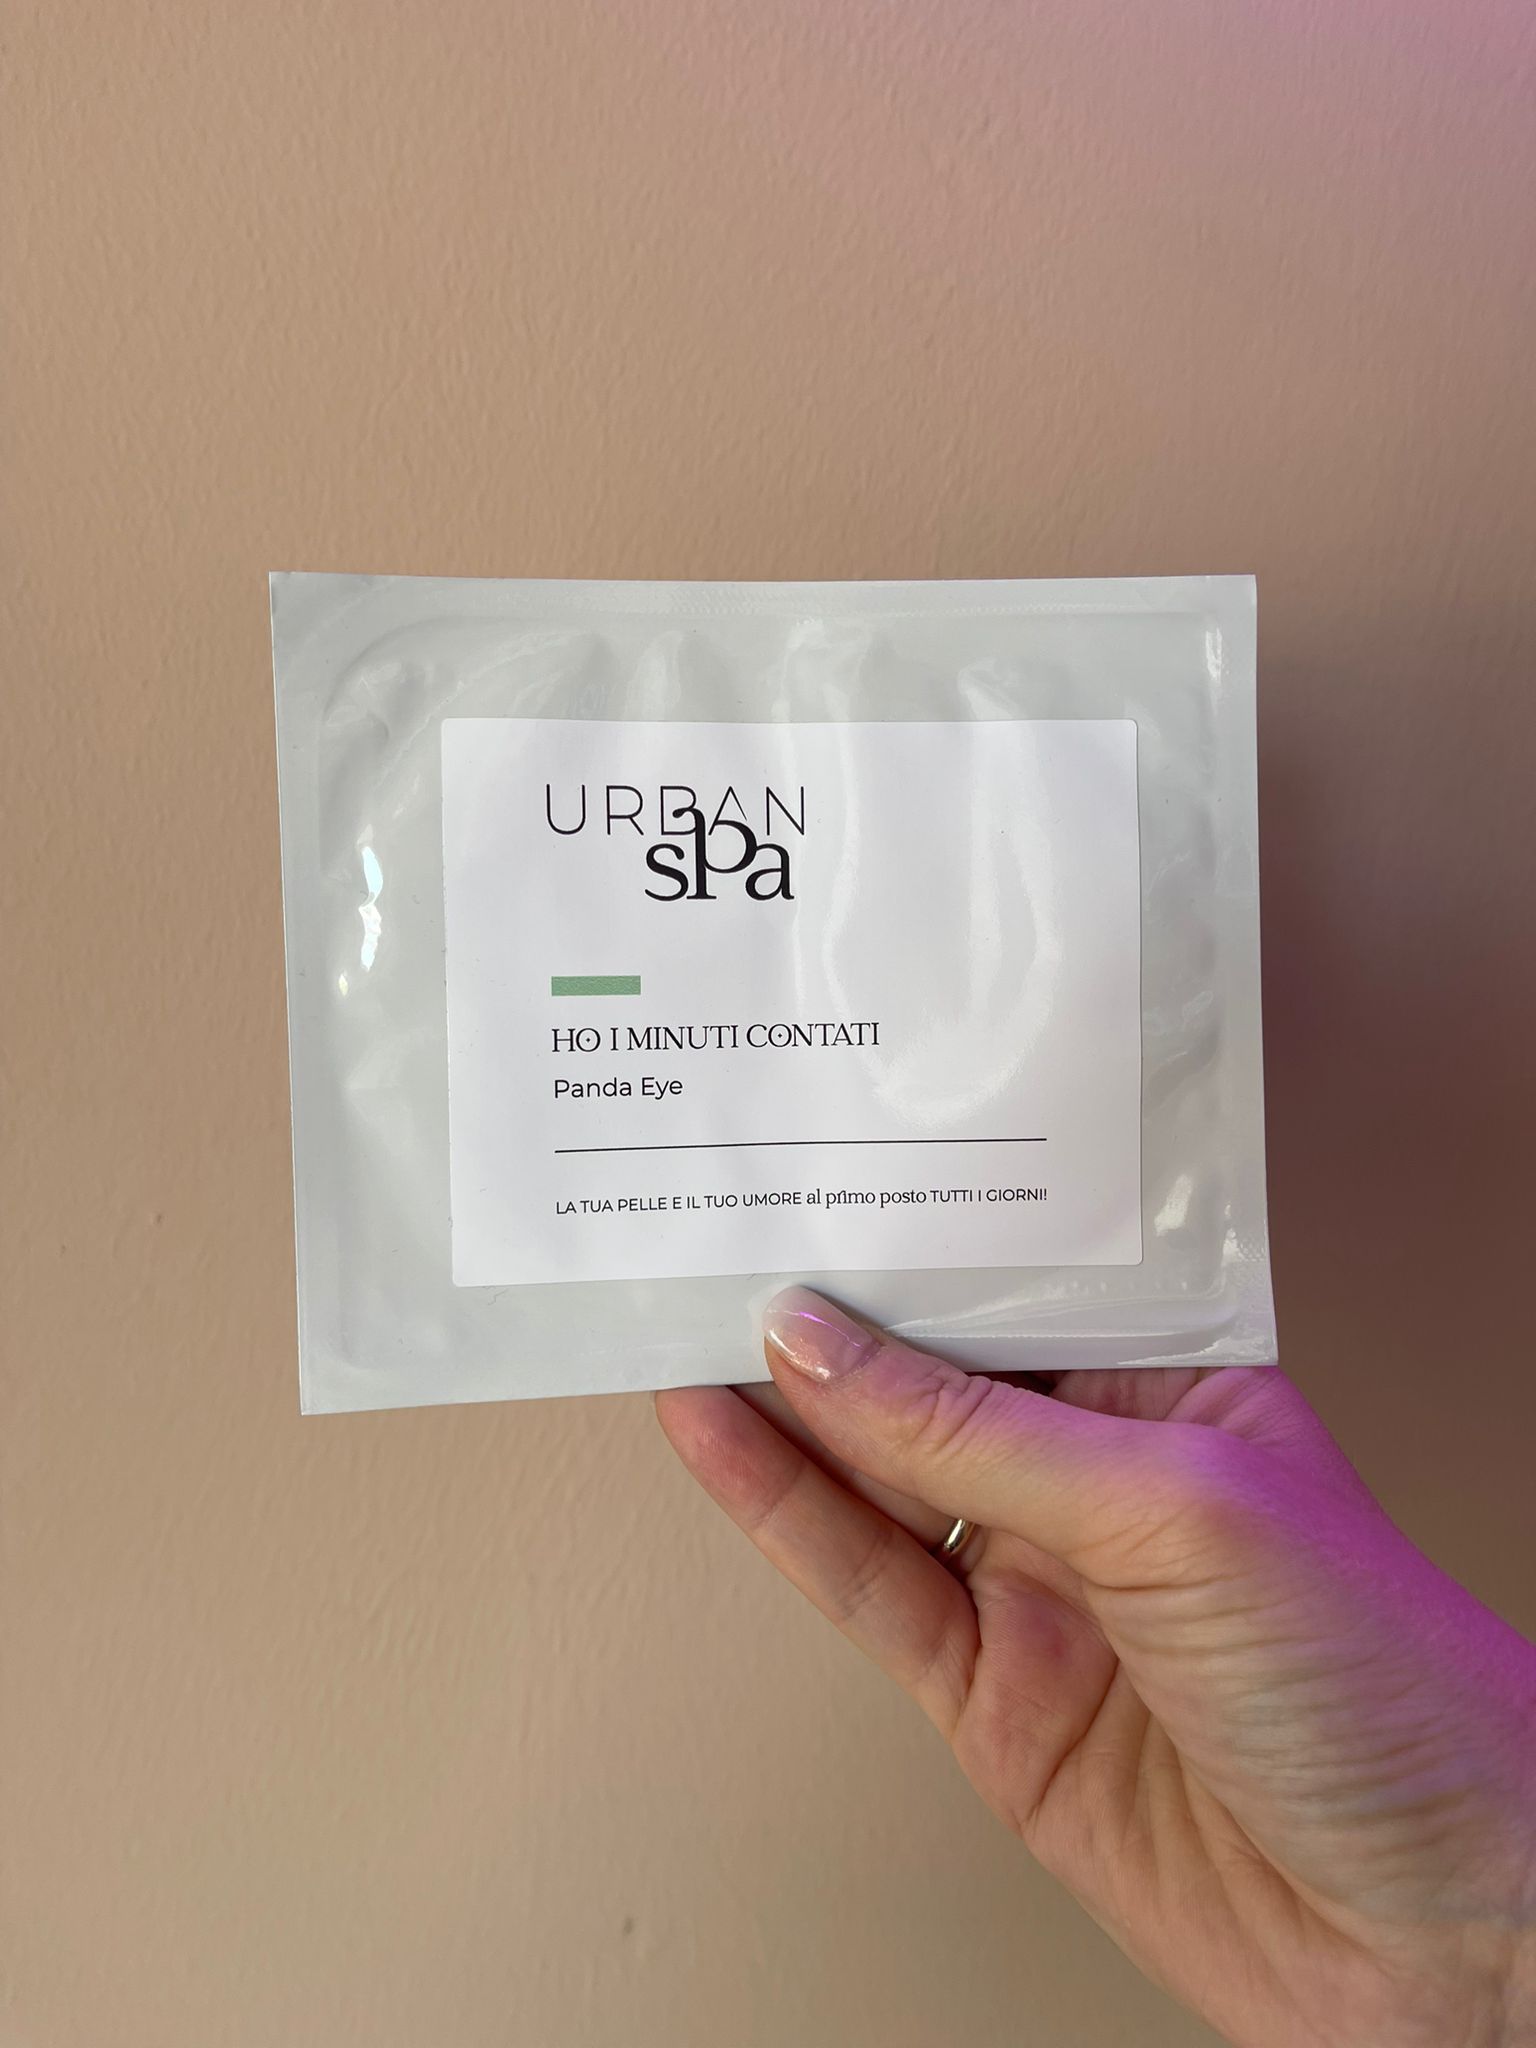 URBAN
spa
HO I MINUTI CONTATI
Panda Eye
LA TUA PELLE E IL TUO UMORE al primo posto TUTTI I GIORNI!